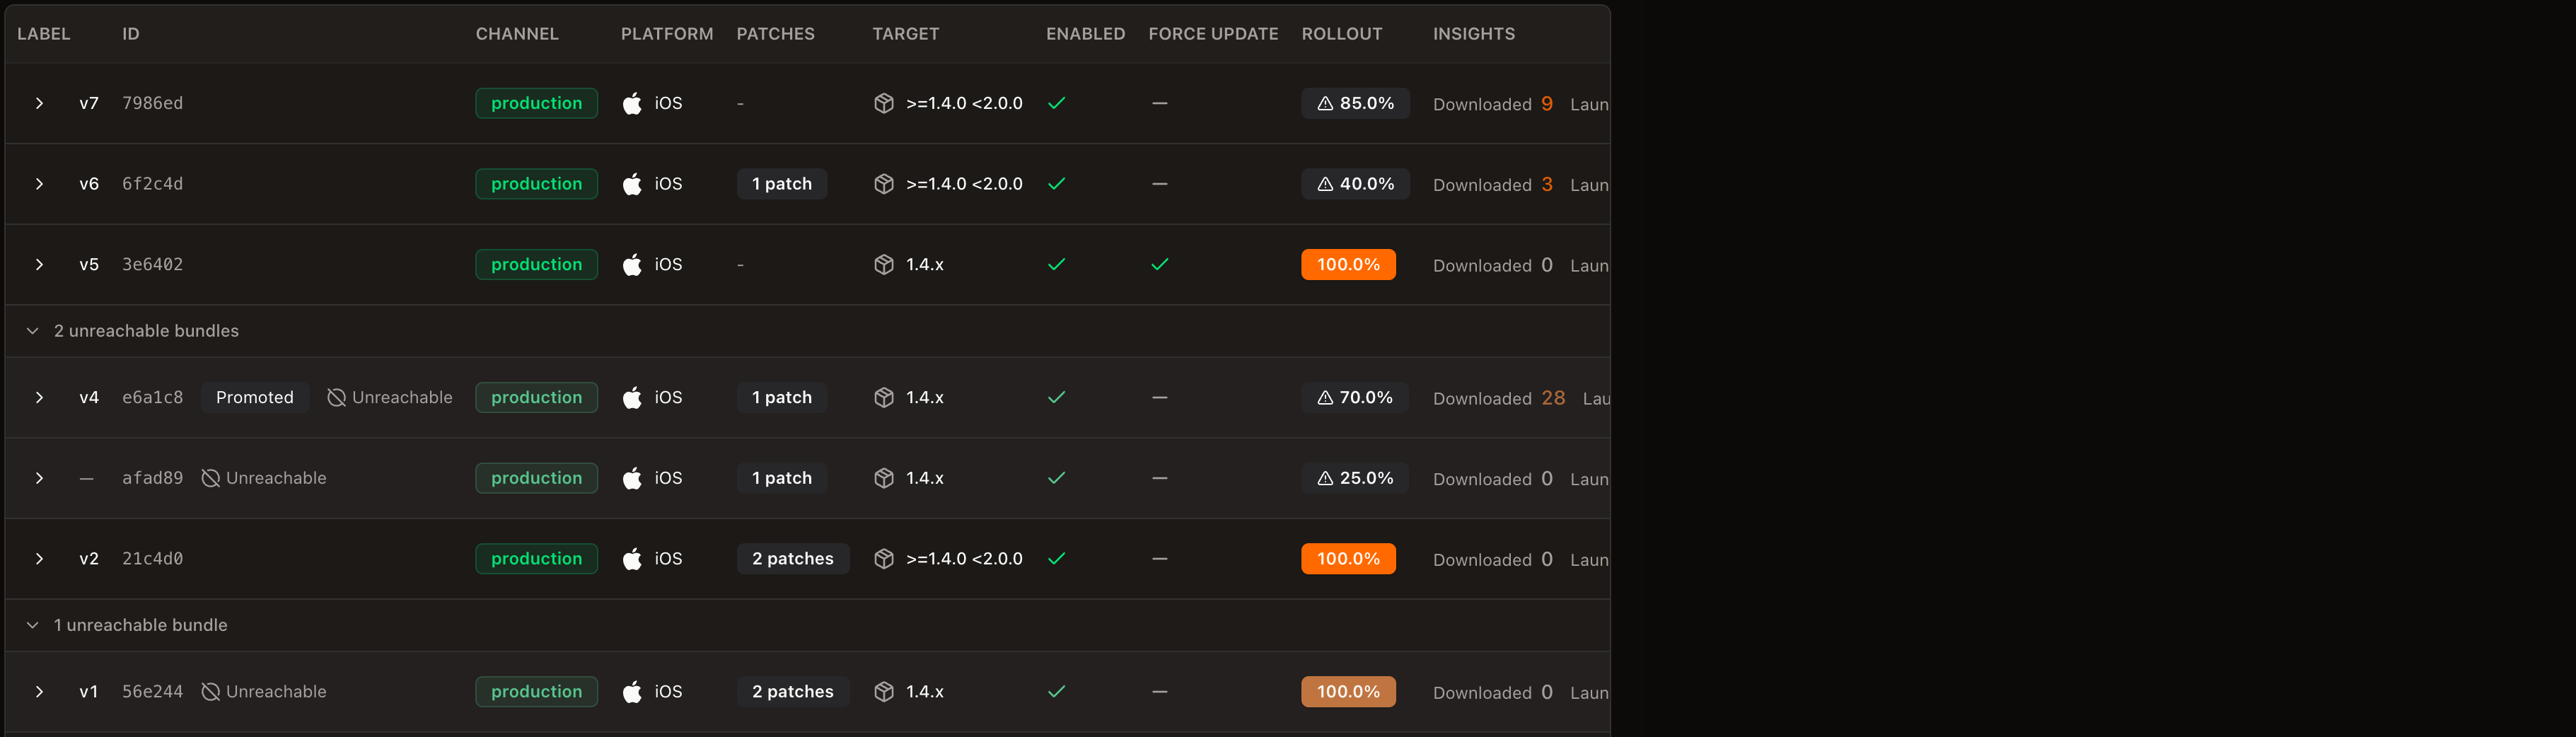 LABEL ID CHANNEL PLATFORM PATCHES TARGET ENABLED FORCE UPDATE ROLLOUT INSIGHTS
v7 7986ed production iOS - >=1.4.0 <2.0.0 — 85.0% Downloaded 9 Laun
v6 6f2c4d production iOS 1 patch >=1.4.0 <2.0.0 — 40.0% Downloaded 3 Laun
v5 3e6402 production iOS - 1.4.x 100.0% Downloaded 0 Laun
2 unreachable bundles
v4 e6a1c8 Promoted Unreachable production iOS 1 patch 1.4.x — 70.0% Downloaded 28 Lau
— afad89 Unreachable production iOS 1 patch 1.4.x — 25.0% Downloaded 0 Laun
v2 21c4d0 production iOS 2 patches >=1.4.0 <2.0.0 — 100.0% Downloaded 0 Laun
1 unreachable bundle
v1 56e244 Unreachable production iOS 2 patches 1.4.x — 100.0% Downloaded 0 Laun